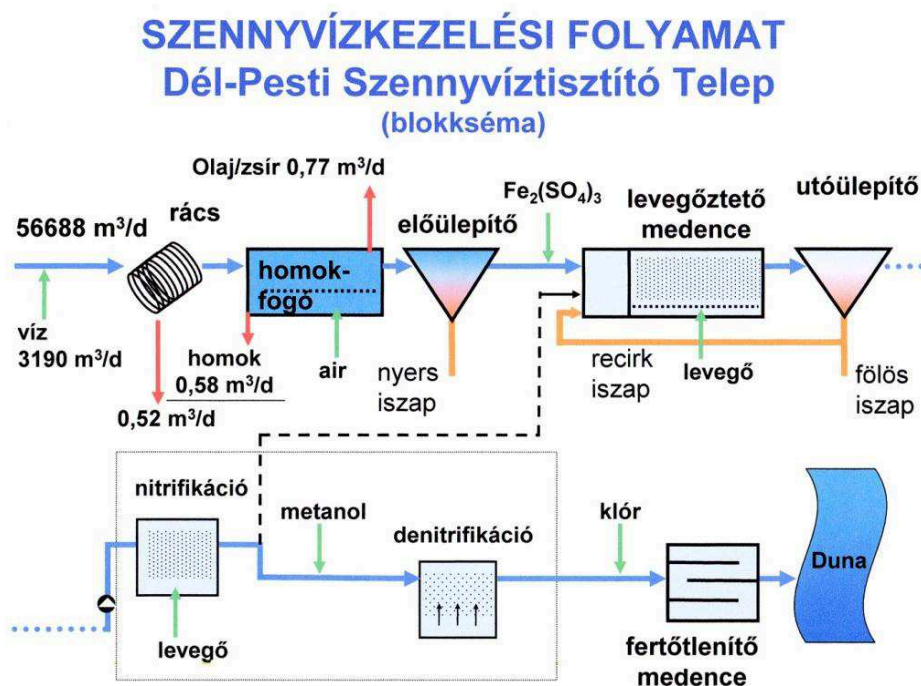 SZENNYVÍZKEZELÉSI FOLYAMAT
Dél-Pesti Szennyvíztisztító Telep
(blokkséma)
Olaj/zsír 0,77 m³/d
56688 m³/d
rács
előülepítő
Fe₂(SO₄)₃
levegőztető
medence
utóülepítő
homok-
fogő
víz
3190 m³/d
homok
0,58 m³/d
0,52 m³/d
air
nyers
iszap
recirk
iszap
levegő
fölös
iszap
nitrifikáció
metanol
denitrifikáció
klór
Duna
levegő
fertőtlenítő
medence